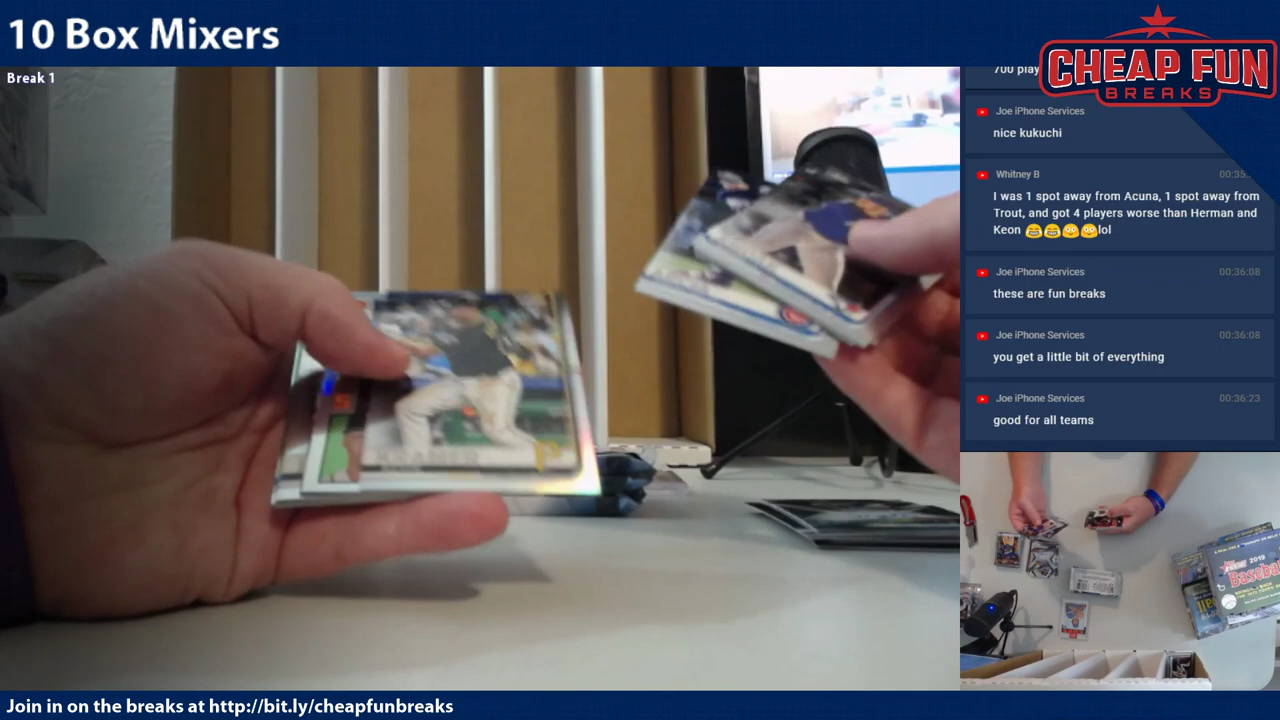 10 Box Mixers
Break 1
CHEAP FUN
BREAKS
700 play
Joe iPhone Services
nice kukuchi
Whitney B
00:35
I was 1 spot away from Acuna, 1 spot away from
Trout, and got 4 players worse than Herman and
Keon 😂😂🙄🙄lol
Joe iPhone Services
00:36:08
these are fun breaks
Joe iPhone Services
00:36:08
you get a little bit of everything
Joe iPhone Services
00:36:23
good for all teams
KRAMER
P
2019
Baseball
Join in on the breaks at http://bit.ly/cheapfunbreaks